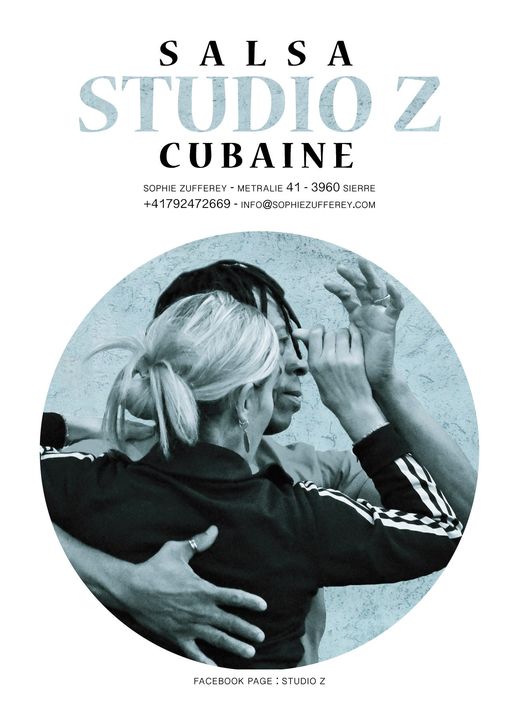 SALSA
STUDIO Z
CUBAINE
SOPHIE ZUFFEREY - METRALIE 41 - 3960 SIERRE
+41792472669 - INFO@SOPHIEZUFFEREY.COM
FACEBOOK PAGE : STUDIO Z